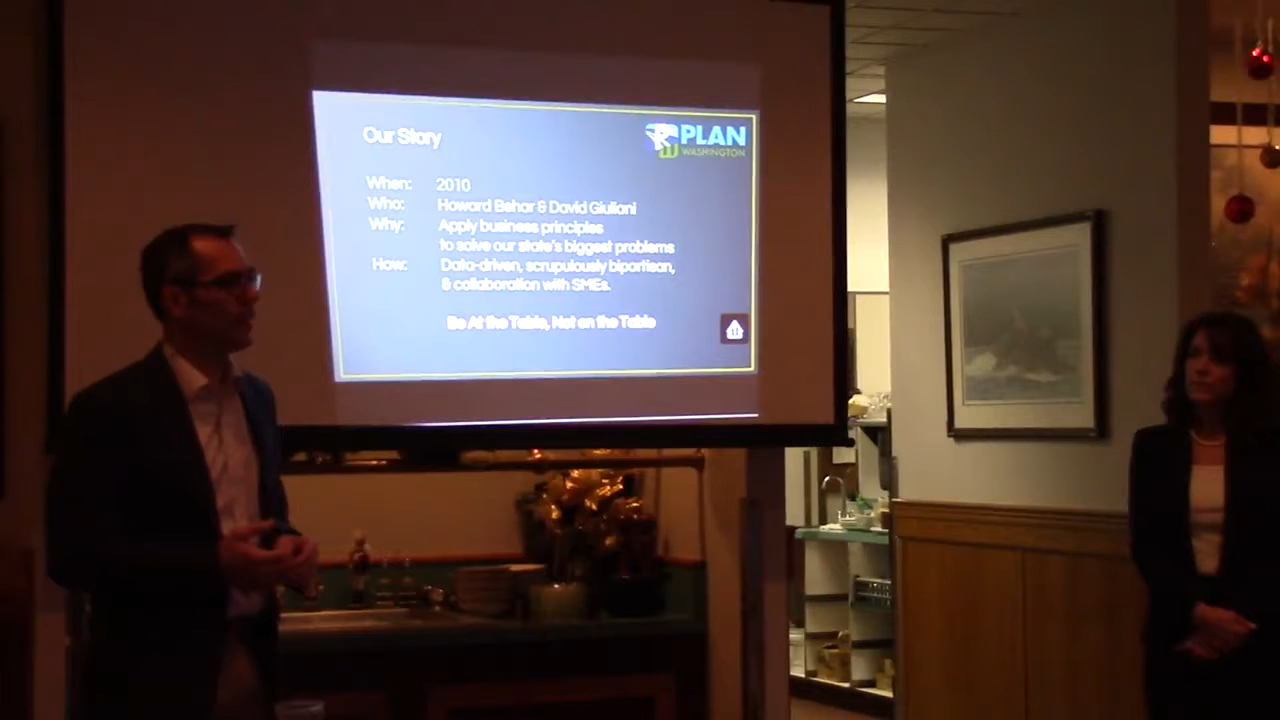 Our Story
PLAN
WASHINGTON
When: 2010
Who: Howard Behar & David Giuliani
Why: Apply business principles
to solve our state's biggest problems
How: Data-driven, scrupulously bipartisan,
& collaboration with SMEs.
Be At the Table, Not on the Table